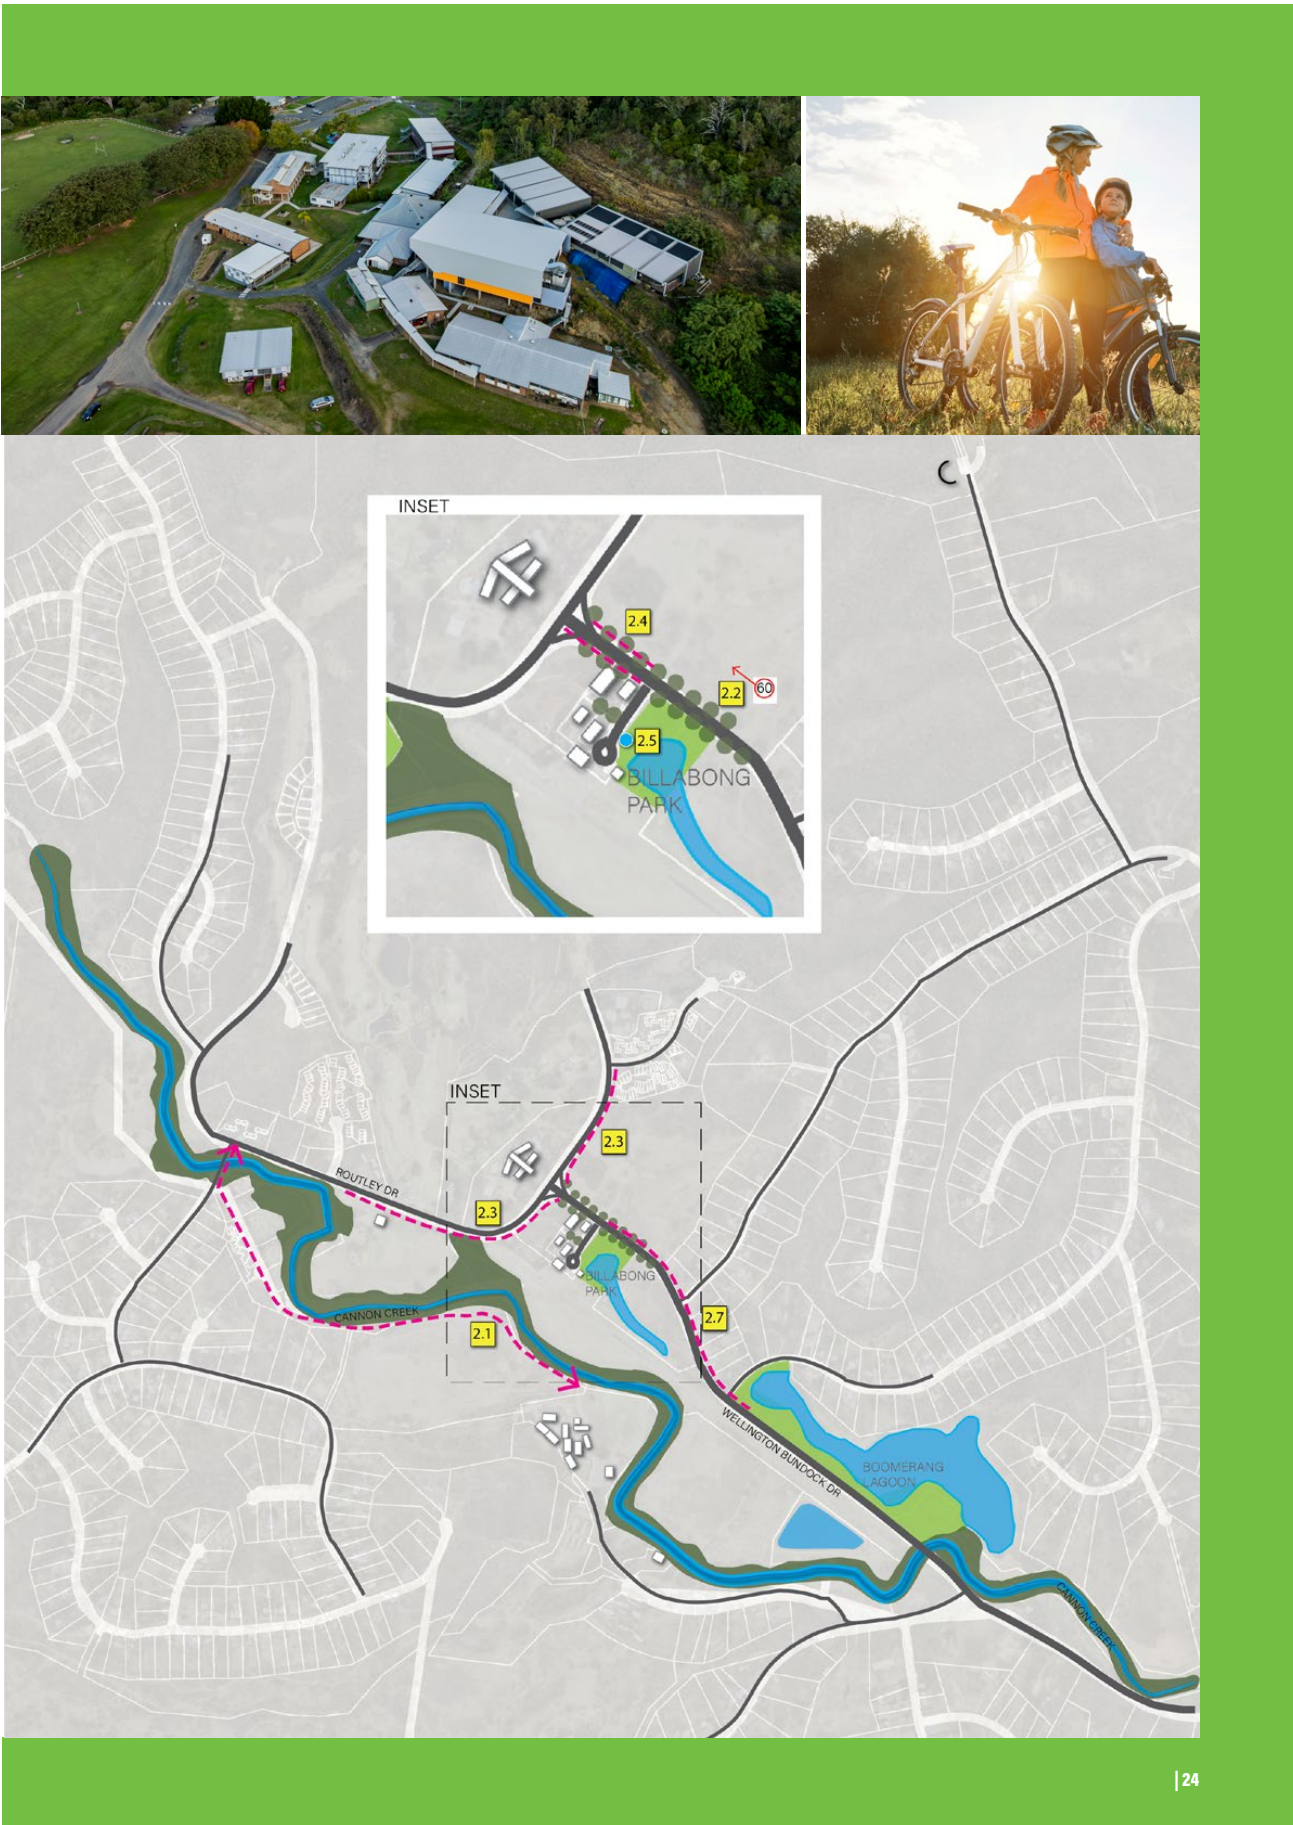 INSET
2.4
2.2
60
2.5
BILLABONG
PARK
INSET
2.3
ROUTLEY DR
2.3
BILLABONG
PARK
CANNON CREEK
2.1
2.7
WELLINGTON BUNDOCK DR
BOOMERANG
LAGOON
CANNON CREEK
24